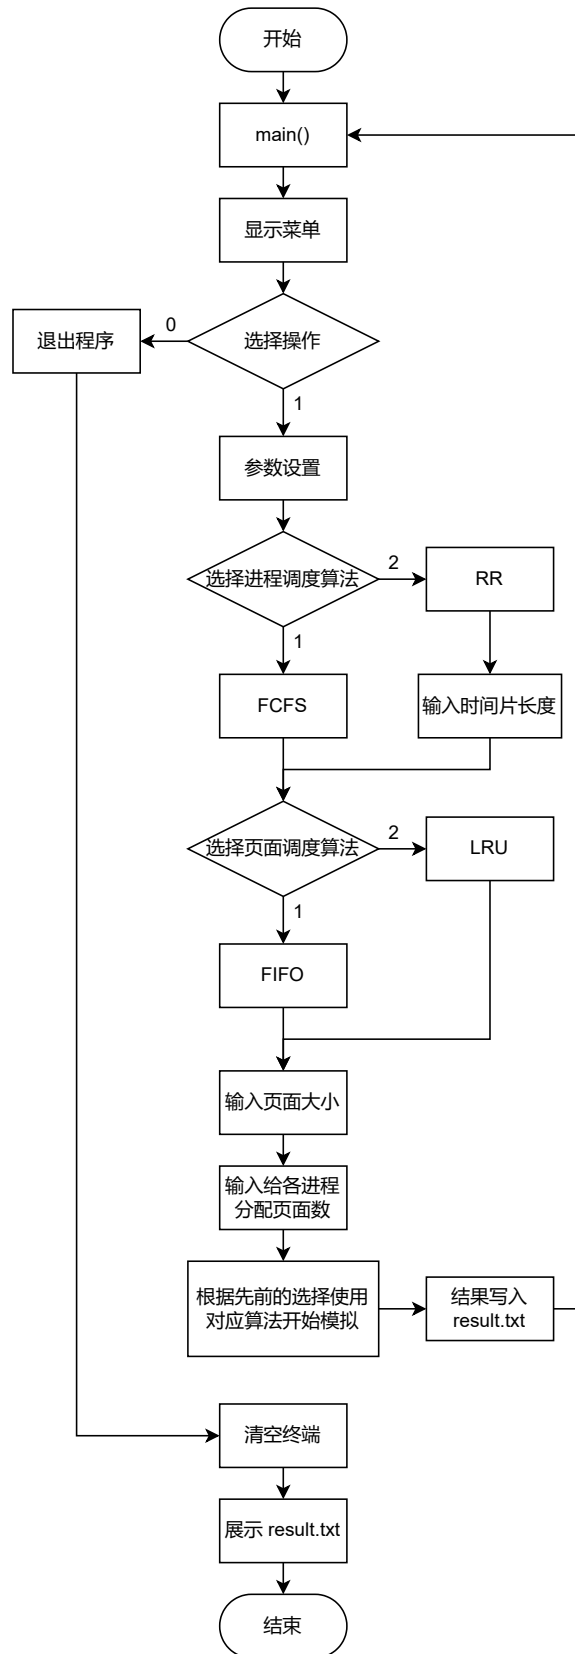 开始
main()
显示菜单
0
退出程序
选择操作
1
参数设置
选择进程调度算法
2
RR
1
FCFS
输入时间片长度
选择页面调度算法
2
LRU
1
FIFO
输入页面大小
输入给各进程
分配页面数
根据先前的选择使用
对应算法开始模拟
结果写入
result.txt
清空终端
展示 result.txt
结束